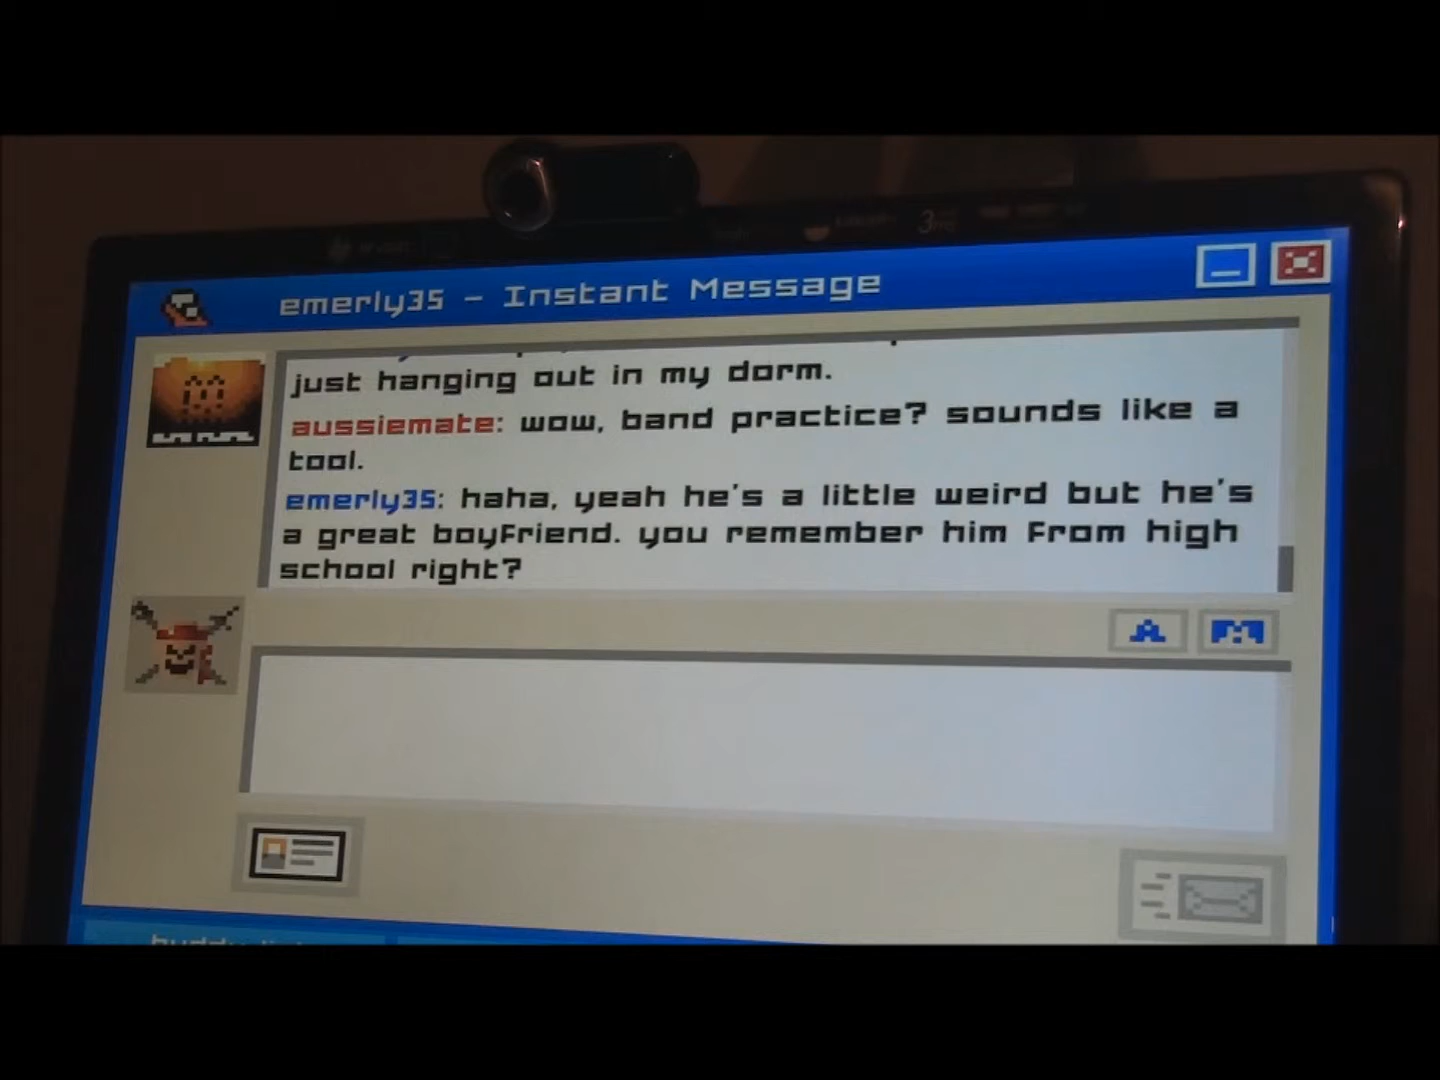 emerly35 - Instant Message
just hanging out in my dorm.
aussiemate: wow, band practice? sounds like a
tool.
emerly35: haha, yeah he's a little weird but he's
a great boyfriend. you remember him from high
school right?
A